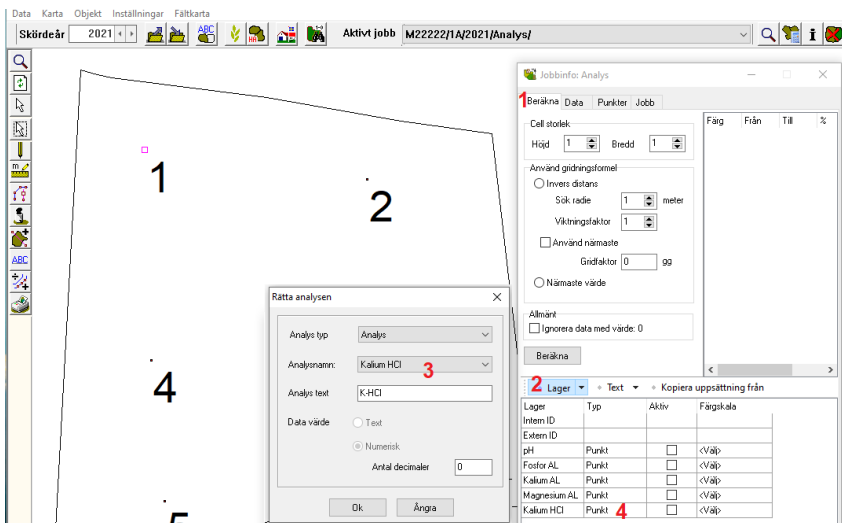 Data Karta Objekt Inställningar Fältkarta
Skördeår 2021 Aktivt jobb M22222/1A/2021/Analys/
ABC
HA
i
m
ABC
1
2
4
5
Jobbinfo: Analys
1 Beräkna Data Punkter Jobb
Cell storlek
Höjd 1 Bredd 1
Använd gridningsformel
Invers distans
Sök radie 1 meter
Viktningsfaktor 1
Använd närmaste
Gridfaktor 0 gg
Närmaste värde
Allmänt
Ignorera data med värde: 0
Beräkna
Färg Från Till %
2 Lager + Text + Kopiera uppsättning från
Lager Typ Aktiv Färgskala
Intern ID
Extern ID
pH Punkt <Välj>
Fosfor AL Punkt <Välj>
Kalium AL Punkt <Välj>
Magnesium AL Punkt <Välj>
Kalium HCl Punkt 4 <Välj>
Rätta analysen
Analys typ Analys
Analysnamn: Kalium HCl 3
Analys text K-HCl
Data värde Text
Numerisk
Antal decimaler 0
Ok Ångra